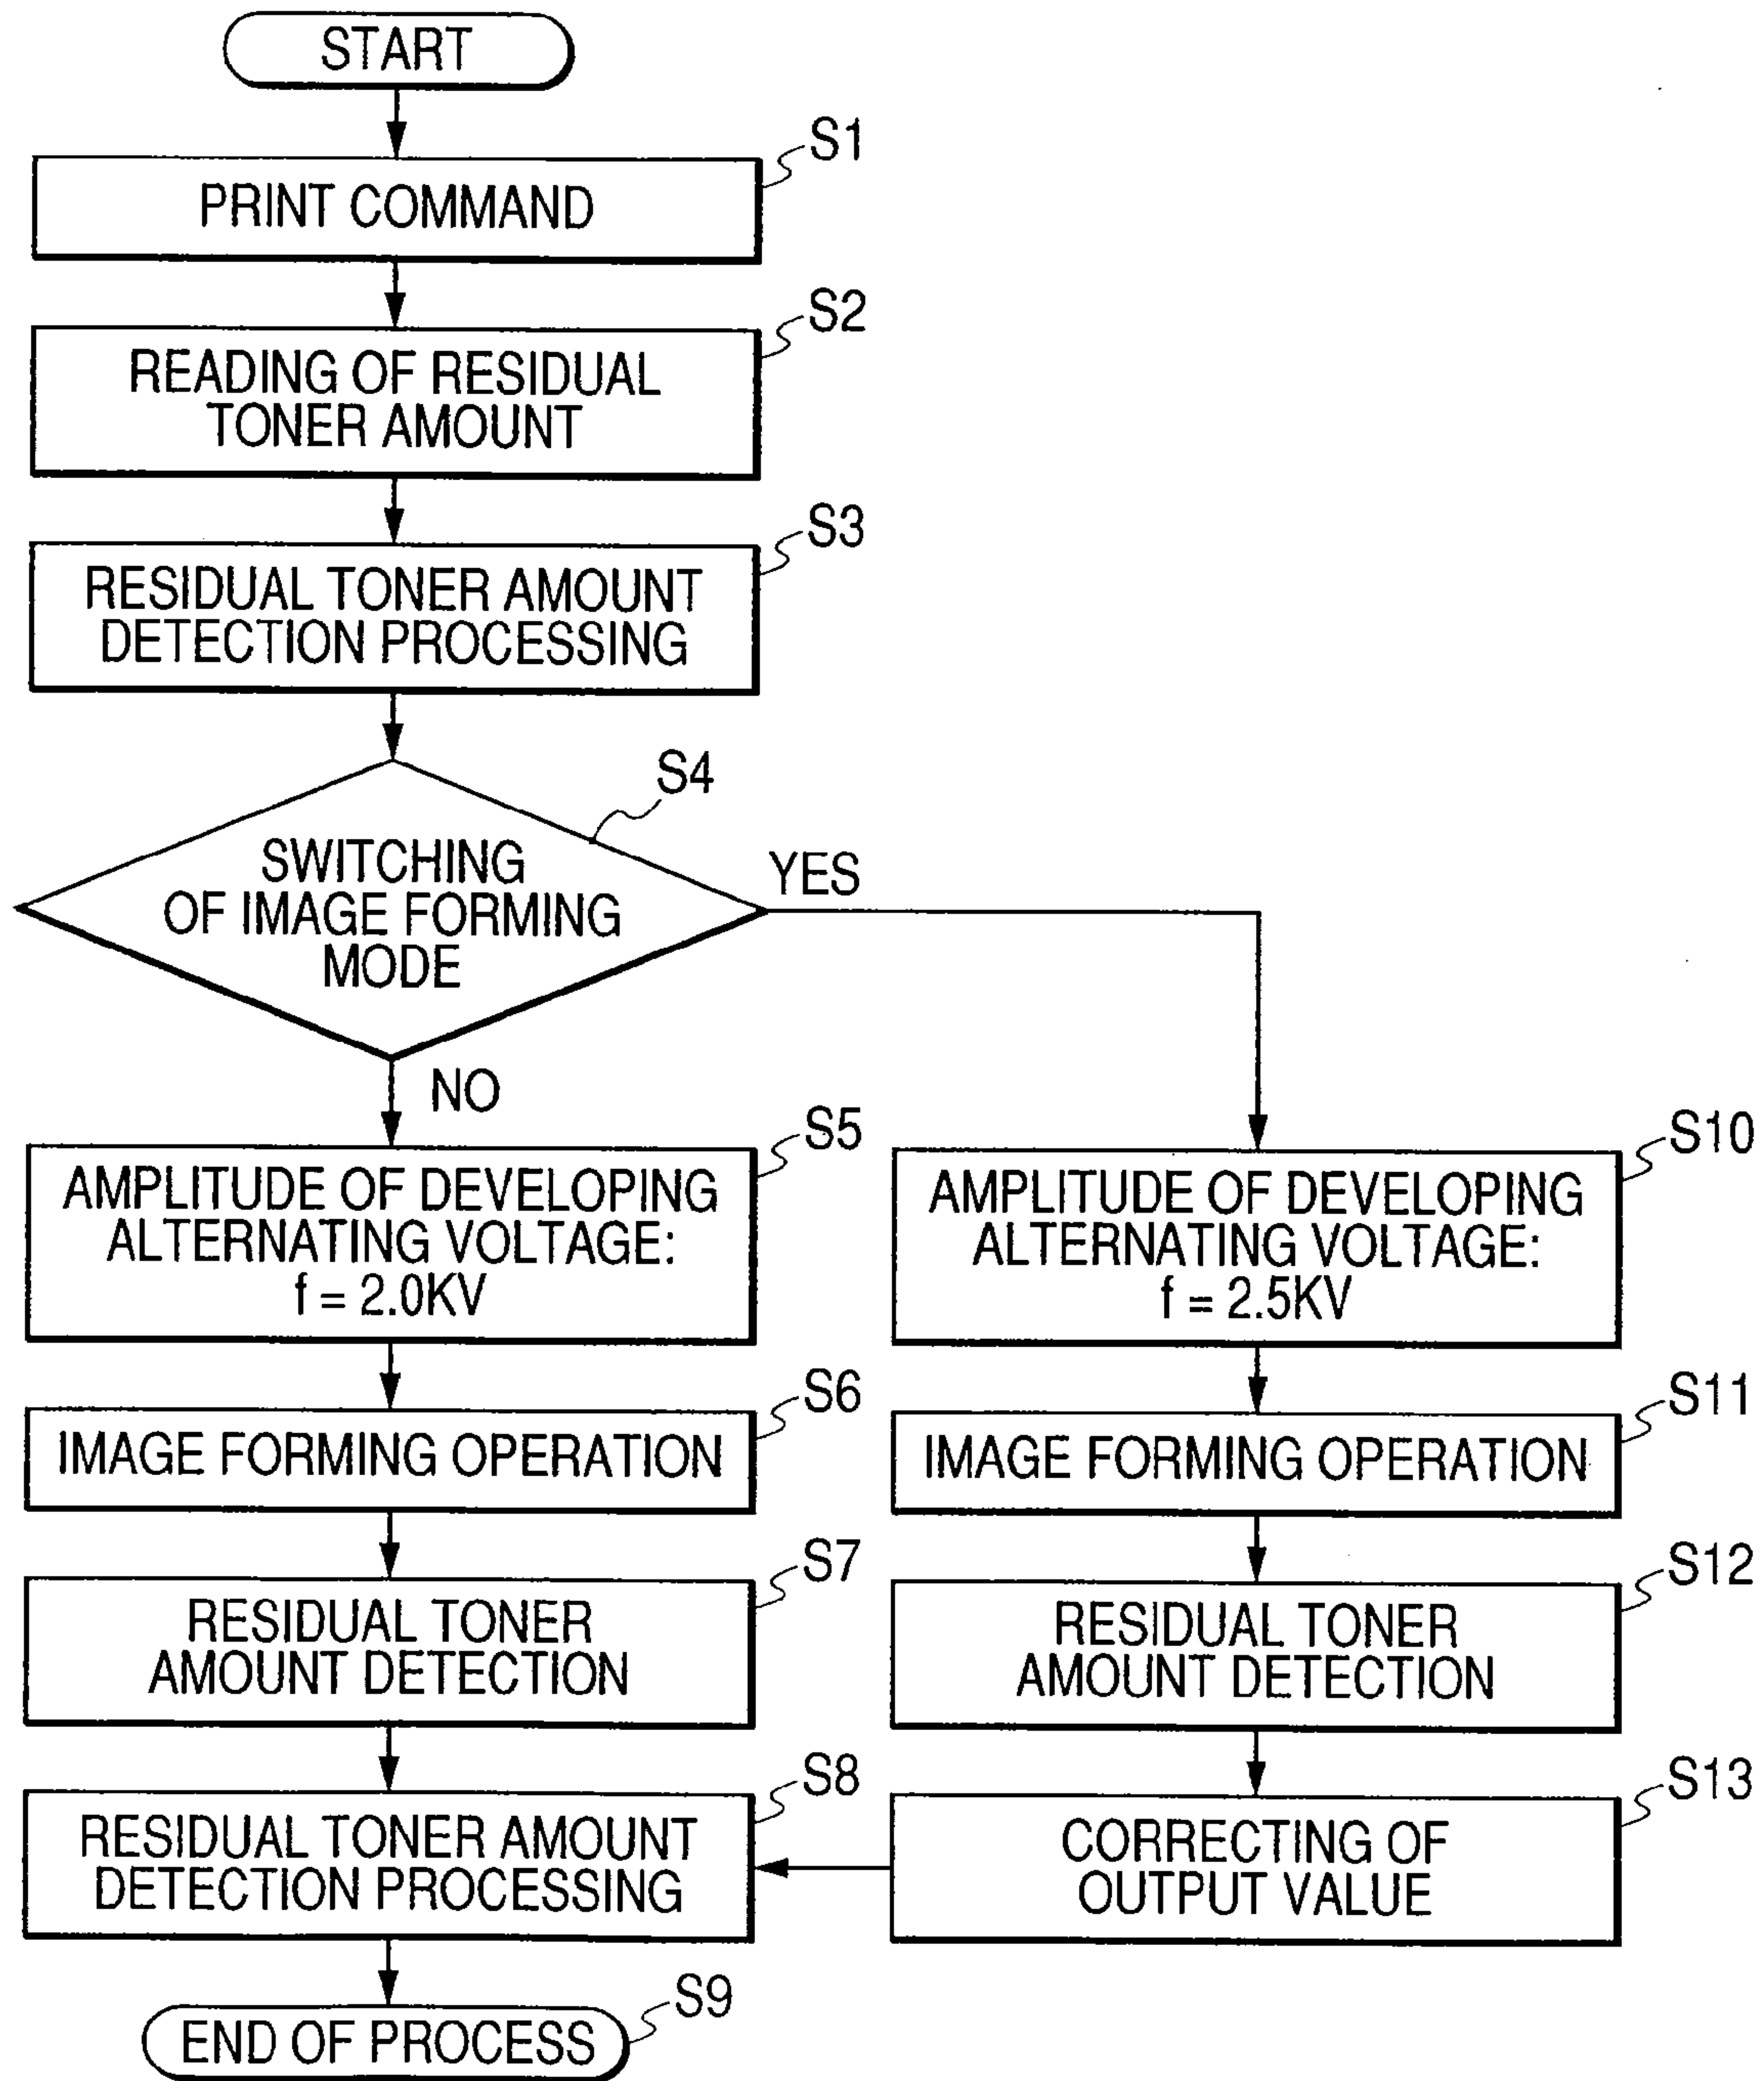 START
S1
PRINT COMMAND
S2
READING OF RESIDUAL
TONER AMOUNT
S3
RESIDUAL TONER AMOUNT
DETECTION PROCESSING
S4
SWITCHING
OF IMAGE FORMING
MODE
YES
NO
S5
AMPLITUDE OF DEVELOPING
ALTERNATING VOLTAGE:
f = 2.0KV
S6
IMAGE FORMING OPERATION
S7
RESIDUAL TONER
AMOUNT DETECTION
S8
RESIDUAL TONER AMOUNT
DETECTION PROCESSING
S9
END OF PROCESS
S10
AMPLITUDE OF DEVELOPING
ALTERNATING VOLTAGE:
f = 2.5KV
S11
IMAGE FORMING OPERATION
S12
RESIDUAL TONER
AMOUNT DETECTION
S13
CORRECTING OF
OUTPUT VALUE